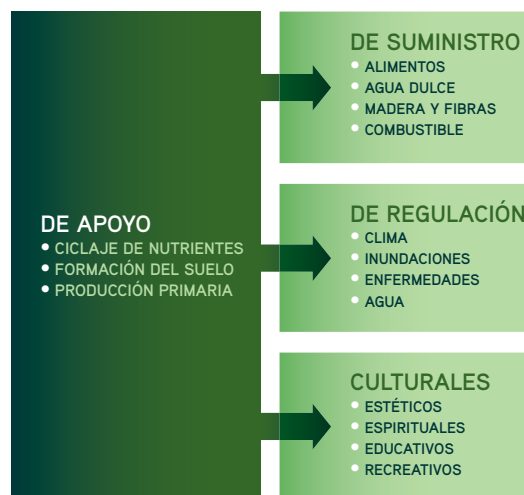 DE APOYO
• CICLAJE DE NUTRIENTES
• FORMACIÓN DEL SUELO
• PRODUCCIÓN PRIMARIA
DE SUMINISTRO
• ALIMENTOS
• AGUA DULCE
• MADERA Y FIBRAS
• COMBUSTIBLE
DE REGULACIÓN
• CLIMA
• INUNDACIONES
• ENFERMEDADES
• AGUA
CULTURALES
• ESTÉTICOS
• ESPIRITUALES
• EDUCATIVOS
• RECREATIVOS